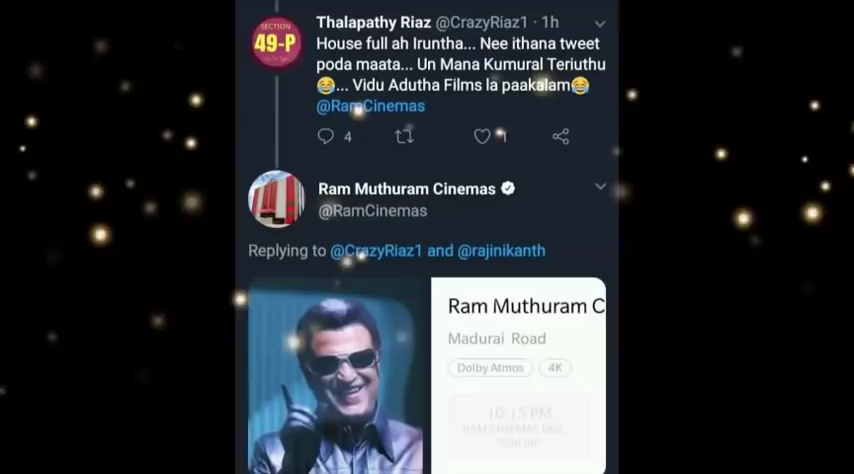 SECTION
49-P
Thalapathy Riaz @CrazyRiaz1 · 1h
House full ah Iruntha... Nee ithana tweet
poda maata... Un Mana Kumural Teriuthu
😂... Vidu Adutha Films la paakalam😂
@RamCinemas
4
1
Ram Muthuram Cinemas
@RamCinemas
Replying to @CrazyRiaz1 and @rajinikanth
Ram Muthuram C
Madurai Road
Dolby Atmos 4K
10:15 PM
RAM CINEMAS